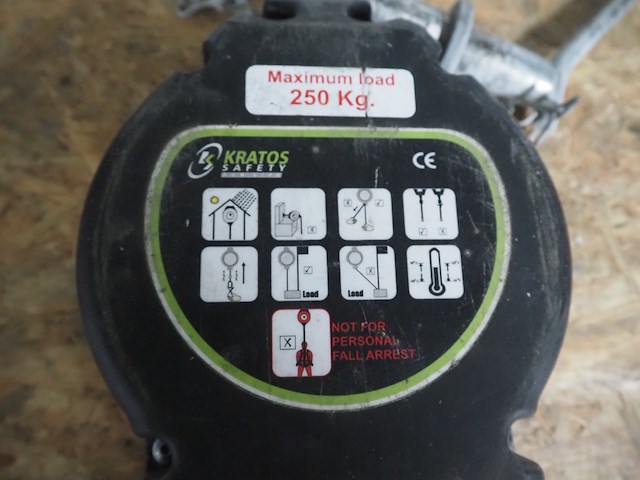 Maximum load
250 Kg.
KRATOS
SAFETY
CE
Load
Load
NOT FOR
PERSONAL
FALL ARREST